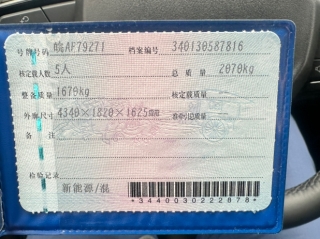 号牌号码 皖AF79271 档案编号 340130587816
核定载人数 5人 总质量 2070kg
整备质量 1670kg 核定载质量
外廓尺寸 4340×1820×1625mm 准牵引总质量
备注
检验记录
新能源/混
*3440030222878*